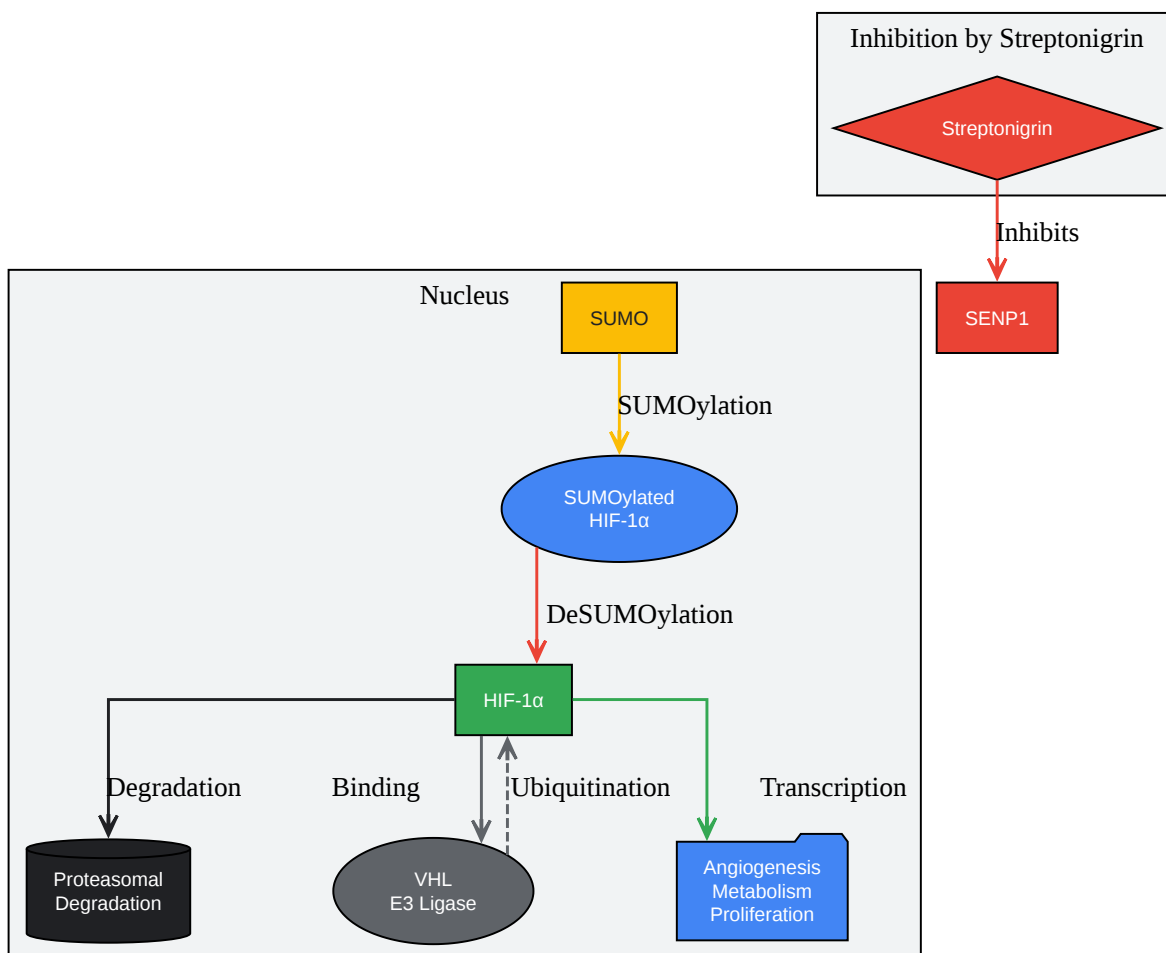 Inhibition by Streptonigrin
Streptonigrin
Inhibits
Nucleus
SUMO
SENP1
SUMOylation
SUMOylated
HIF-1α
DeSUMOylation
HIF-1α
Degradation
Binding
Ubiquitination
Transcription
Proteasomal
Degradation
VHL
E3 Ligase
Angiogenesis
Metabolism
Proliferation